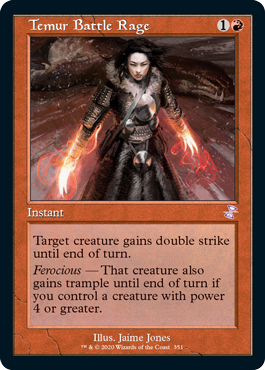 Temur Battle Rage 1
Instant
Target creature gains double strike
until end of turn.
Ferocious — That creature also
gains trample until end of turn if
you control a creature with power
4 or greater.
Illus. Jaime Jones
™ & © 2020 Wizards of the Coast 351